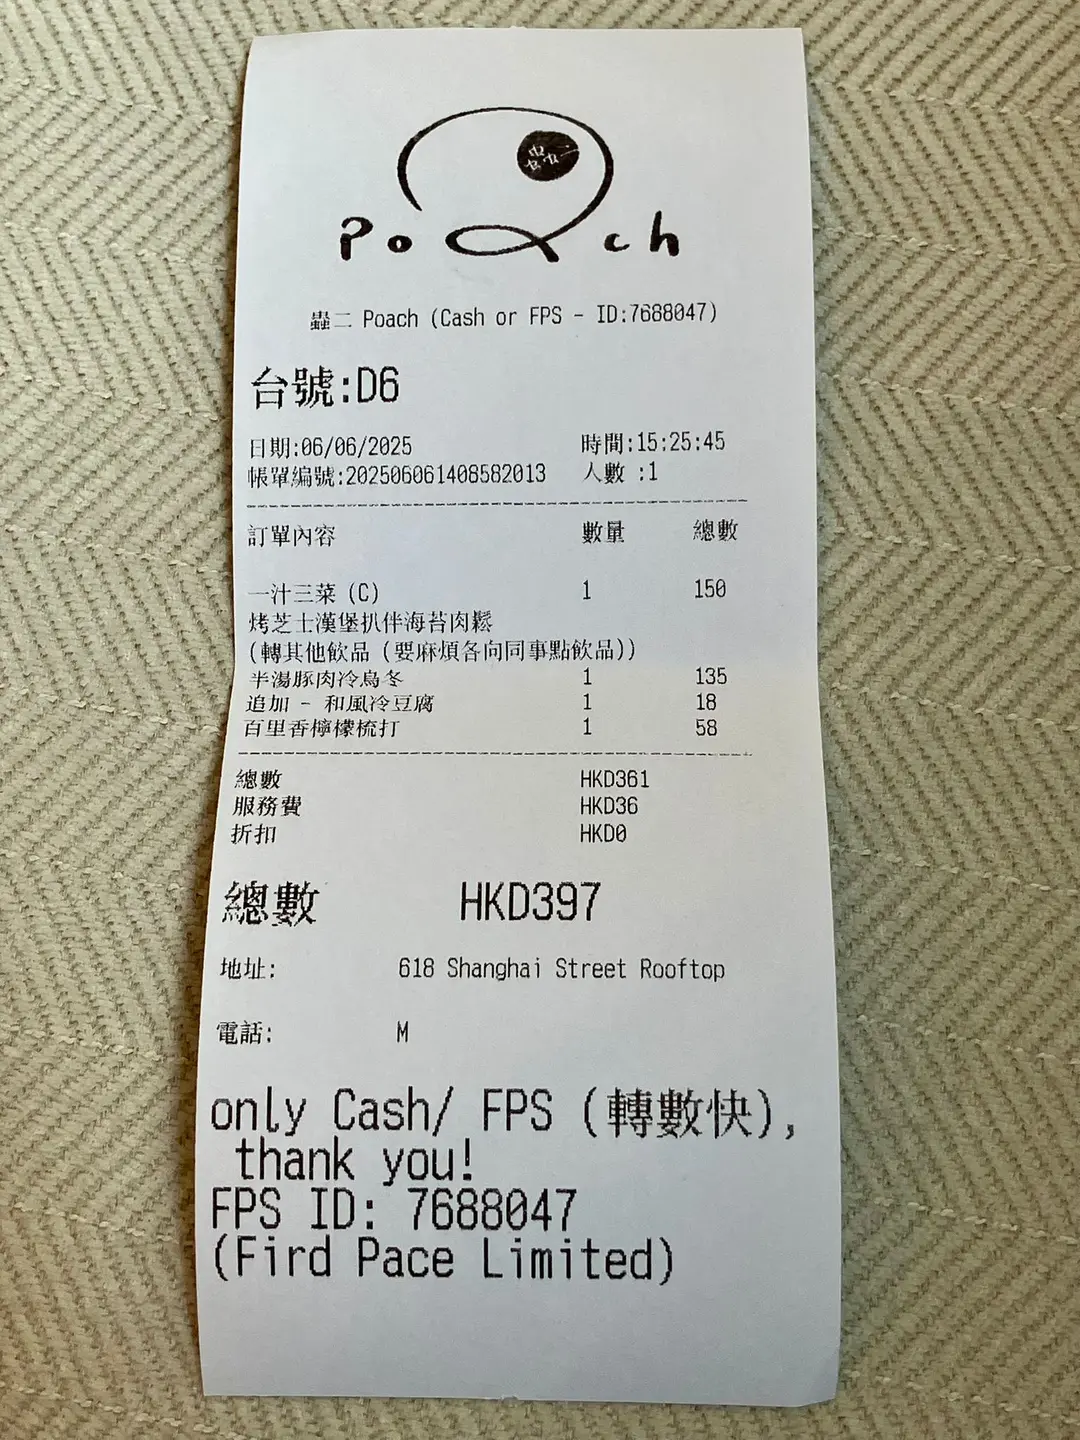 蟲二
Poach
蟲二 Poach (Cash or FPS - ID:7688047)
台號:D6
日期:06/06/2025 時間:15:25:45
帳單編號:202506061408582013 人數 :1
訂單內容 數量 總數
一汁三菜 (C) 1 150
烤芝士漢堡扒伴海苔肉鬆
(轉其他飲品 (要麻煩各向同事點飲品))
半湯豚肉冷烏冬 1 135
追加 - 和風冷豆腐 1 18
百里香檸檬梳打 1 58
總數 HKD361
服務費 HKD36
折扣 HKD0
總數 HKD397
地址: 618 Shanghai Street Rooftop
電話: M
only Cash/ FPS (轉數快),
thank you!
FPS ID: 7688047
(Fird Pace Limited)